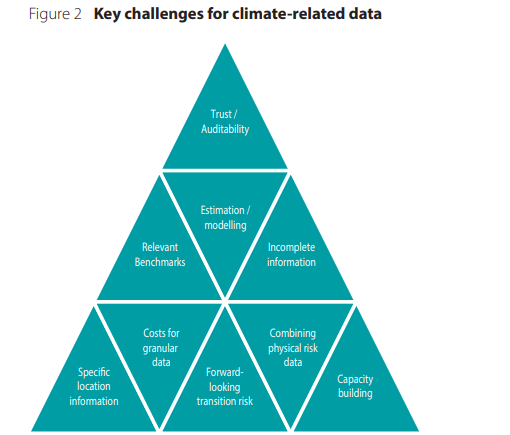 Figure 2 Key challenges for climate-related data
Trust /
Auditability
Estimation /
modelling
Relevant
Benchmarks
Incomplete
information
Costs for
granular
data
Combining
physical risk
data
Specific
location
information
Forward-
looking
transition risk
Capacity
building